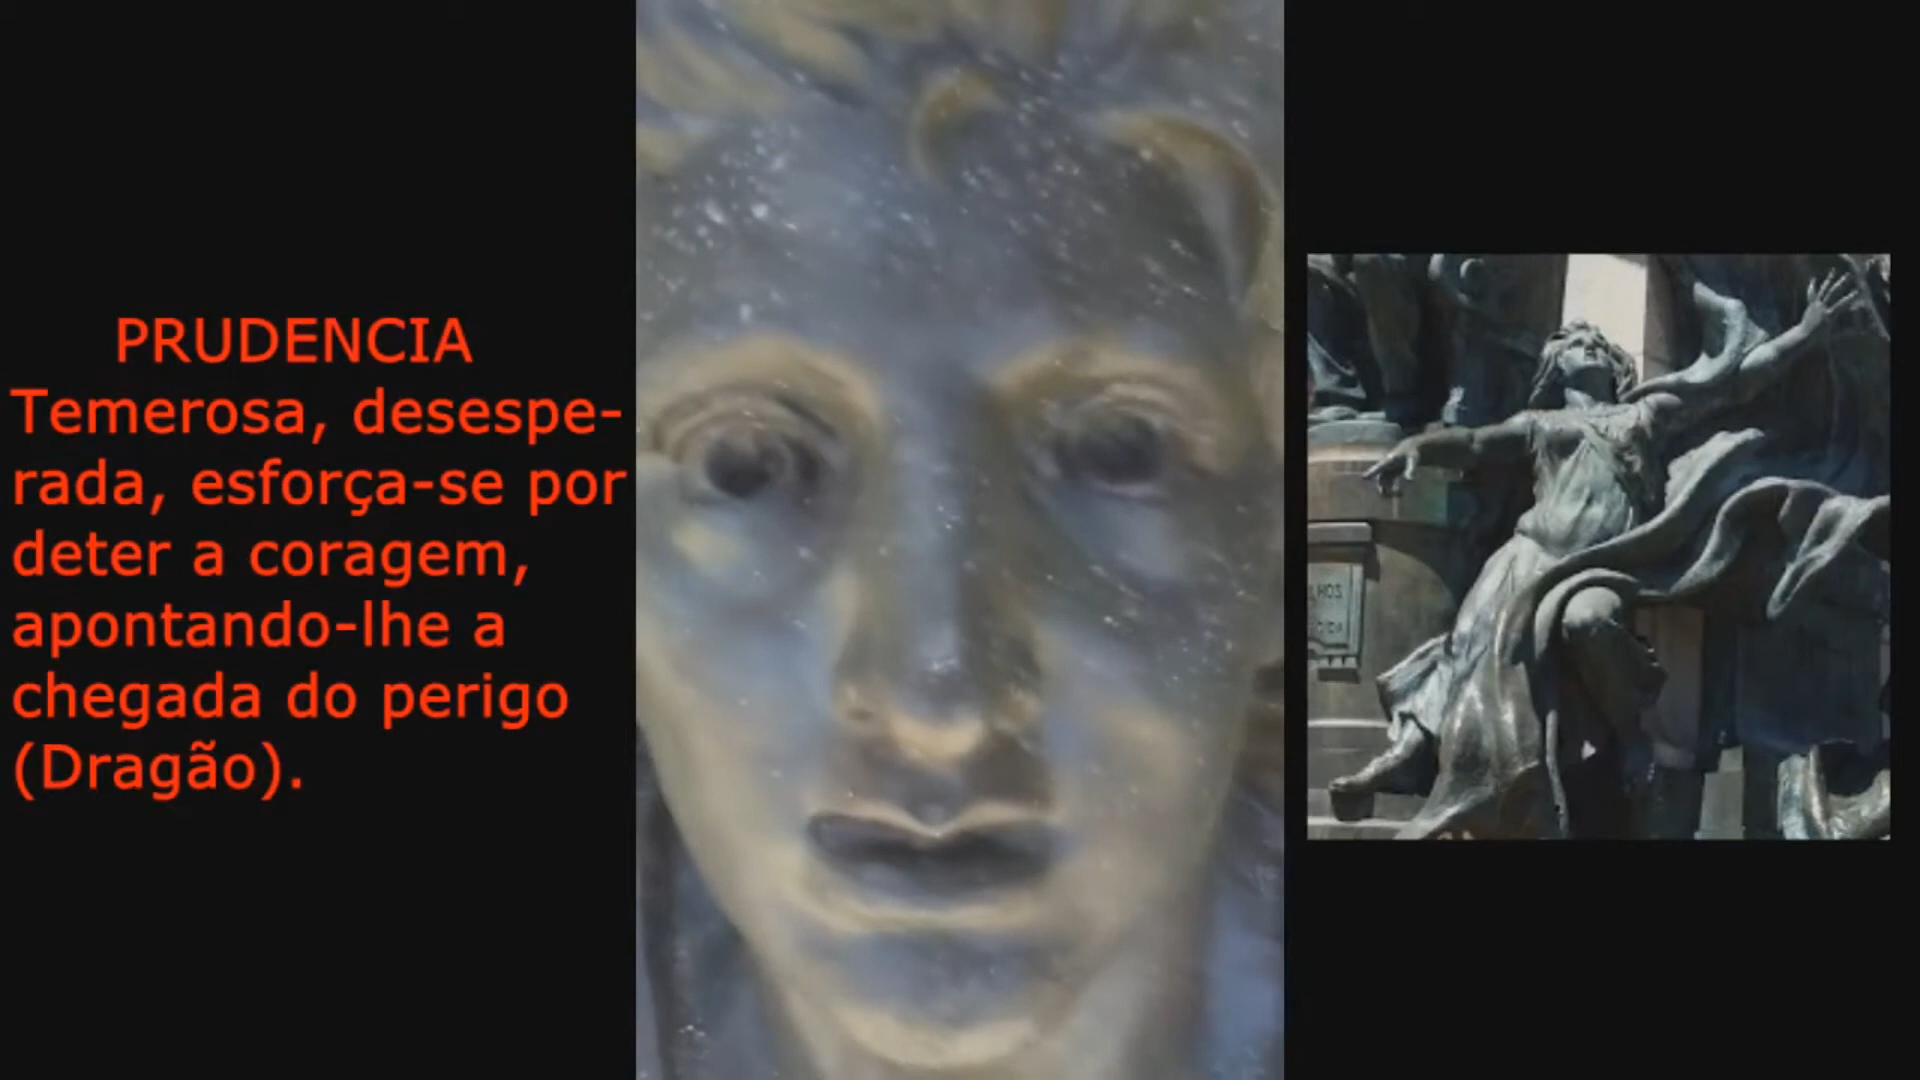 PRUDENCIA
Temerosa, desespe-
rada, esforça-se por
deter a coragem,
apontando-lhe a
chegada do perigo
(Dragão).